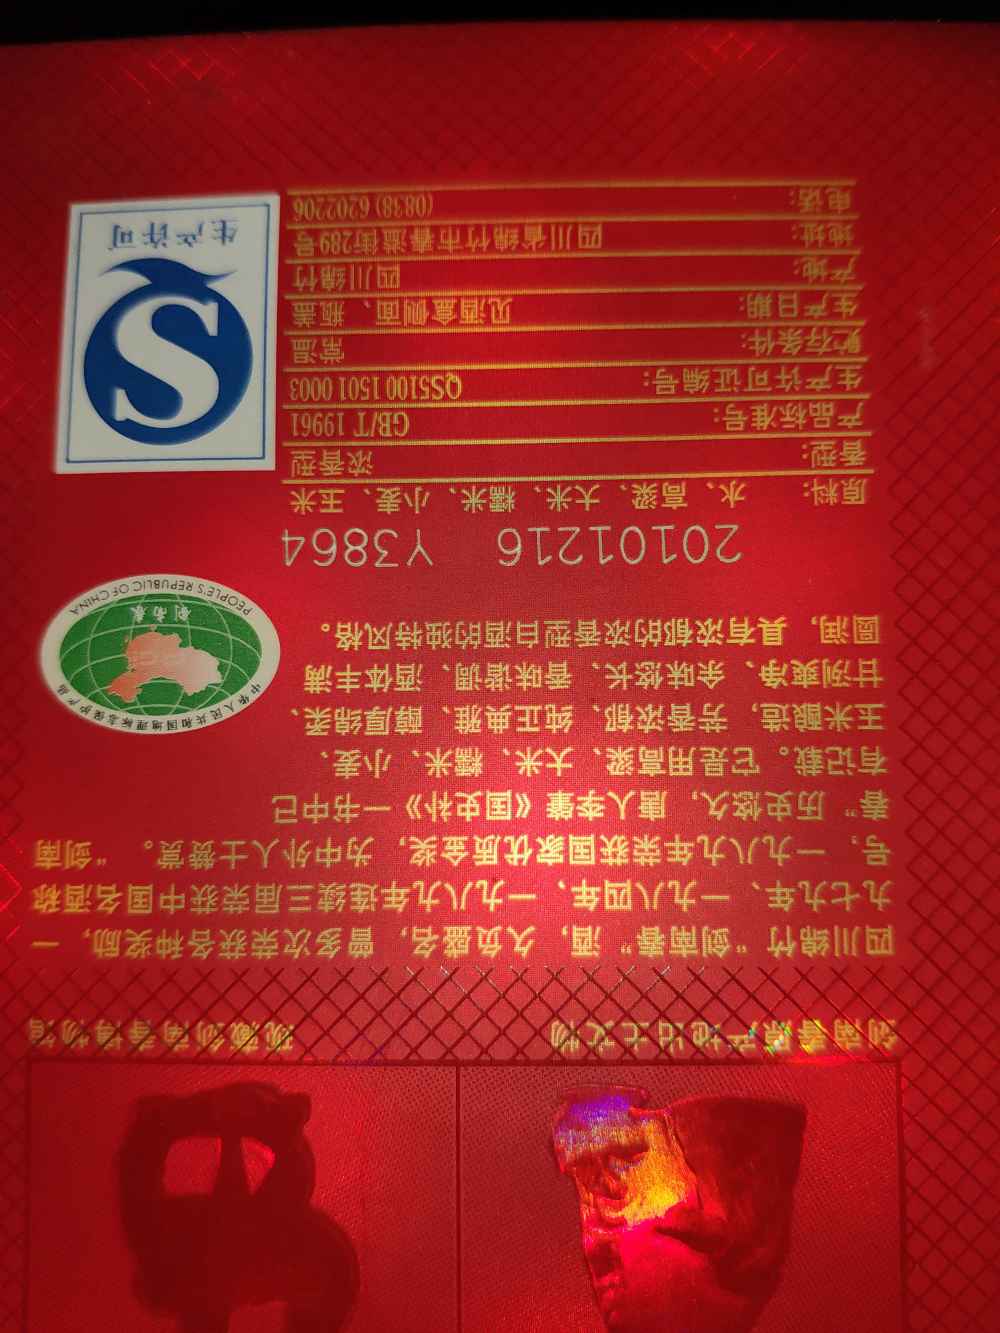 剑南春原产地出土文物 现藏剑南春博物馆
四川绵竹“剑南春”酒,久负盛名,曾多次荣获各种奖励,一
九七九年、一九八四年、一九八九年连续三届荣获中国名酒称
号,一九八九年荣获国家优质金奖,为中外人士赞赏。“剑南
春”历史悠久,唐人李肇《国史补》一书中已
有记载。它是用高粱、大米、糯米、小麦、
玉米酿造,芳香浓郁、纯正典雅、醇厚绵柔、
甘洌爽净、余味悠长、香味谐调、酒体丰满
圆润,具有浓郁的浓香型白酒的独特风格。
中华人民共和国地理标志保护产品
剑南春
PEOPLE'S REPUBLIC OF CHINA
20101216 Y3864
原料: 水、高粱、大米、糯米、小麦、玉米
香型: 浓香型
产品标准号: GB/T 19961
生产许可证编号: QS5100 1501 0003
贮存条件: 常温
生产日期: 见酒盒侧面、瓶盖
产地: 四川绵竹
地址: 四川省绵竹市春溢街289号
电话: (0838) 6202206
S
生产许可